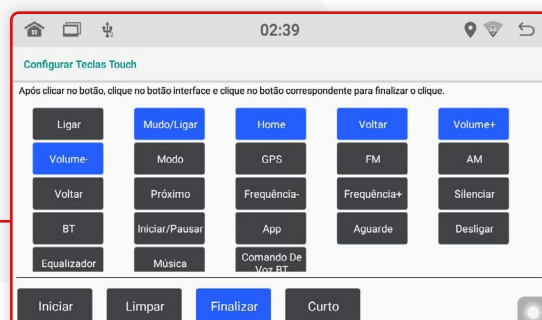 02:39
Configurar Teclas Touch
Após clicar no botão, clique no botão interface e clique no botão correspondente para finalizar o clique.
Ligar Mudo/Ligar Home Voltar Volume+
Volume- Modo GPS FM AM
Voltar Próximo Frequência- Frequência+ Silenciar
BT Iniciar/Pausar App Aguarde Desligar
Equalizador Música Comando De
Voz BT
Iniciar Limpar Finalizar Curto